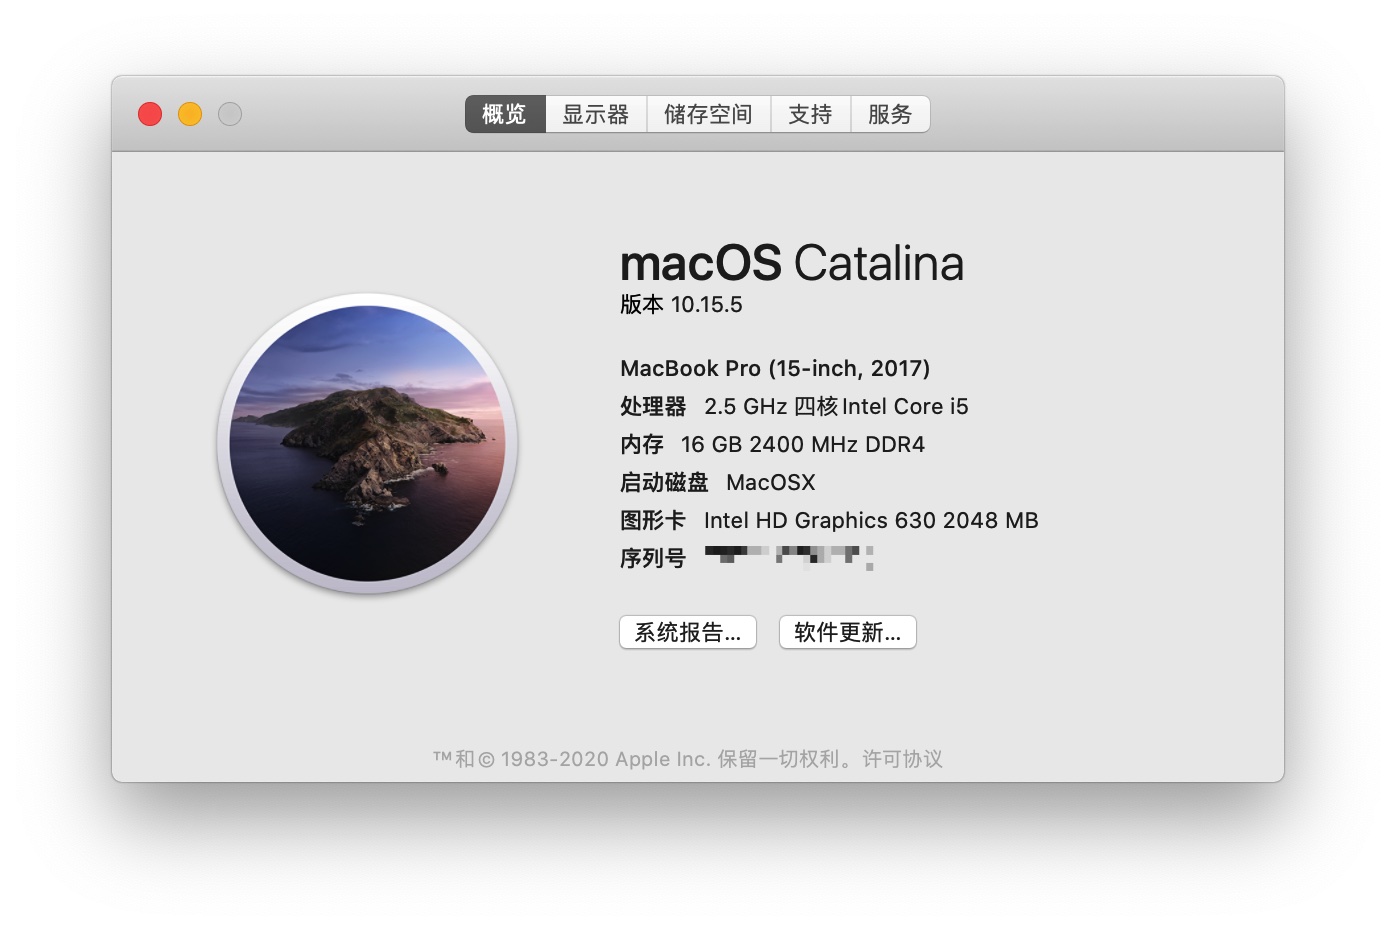 概览 显示器 储存空间 支持 服务
macOS Catalina
版本 10.15.5
MacBook Pro (15-inch, 2017)
处理器 2.5 GHz 四核Intel Core i5
内存 16 GB 2400 MHz DDR4
启动磁盘 MacOSX
图形卡 Intel HD Graphics 630 2048 MB
序列号
系统报告... 软件更新...
™和© 1983-2020 Apple Inc. 保留一切权利。许可协议